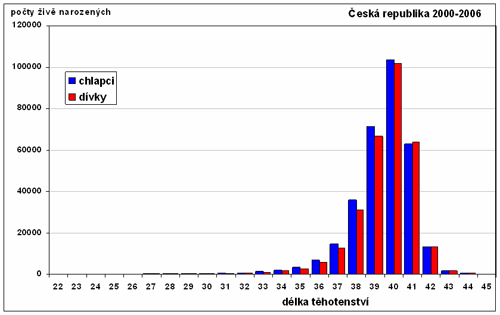 počty živě narozených
Česká republika 2000-2006
120000
100000
80000
60000
40000
20000
0
chlapci
dívky
22 23 24 25 26 27 28 29 30 31 32 33 34 35 36 37 38 39 40 41 42 43 44 45
délka těhotenství